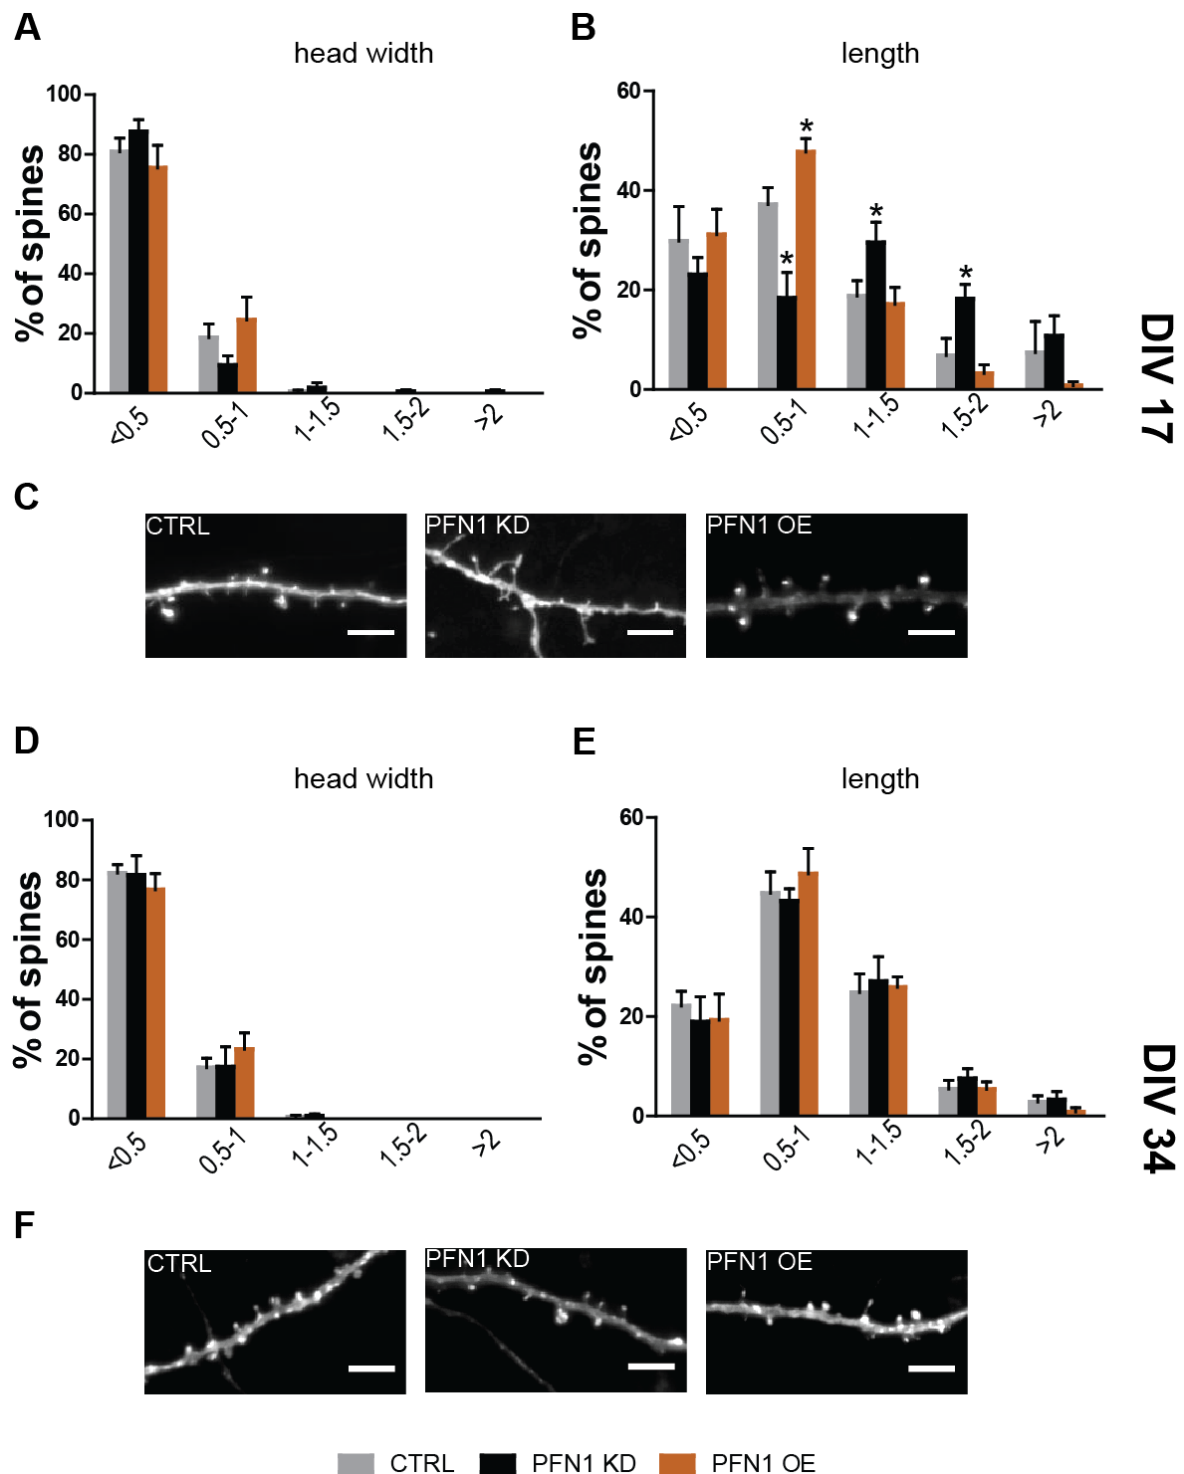 A
head width
% of spines
100
80
60
40
20
0
<0.5
0.5-1
1-1.5
1.5-2
>2
B
length
% of spines
60
40
20
0
*
*
*
*
<0.5
0.5-1
1-1.5
1.5-2
>2
DIV 17
C
CTRL
PFN1 KD
PFN1 OE
D
head width
% of spines
100
80
60
40
20
0
<0.5
0.5-1
1-1.5
1.5-2
>2
E
length
% of spines
60
40
20
0
<0.5
0.5-1
1-1.5
1.5-2
>2
DIV 34
F
CTRL
PFN1 KD
PFN1 OE
CTRL PFN1 KD PFN1 OE